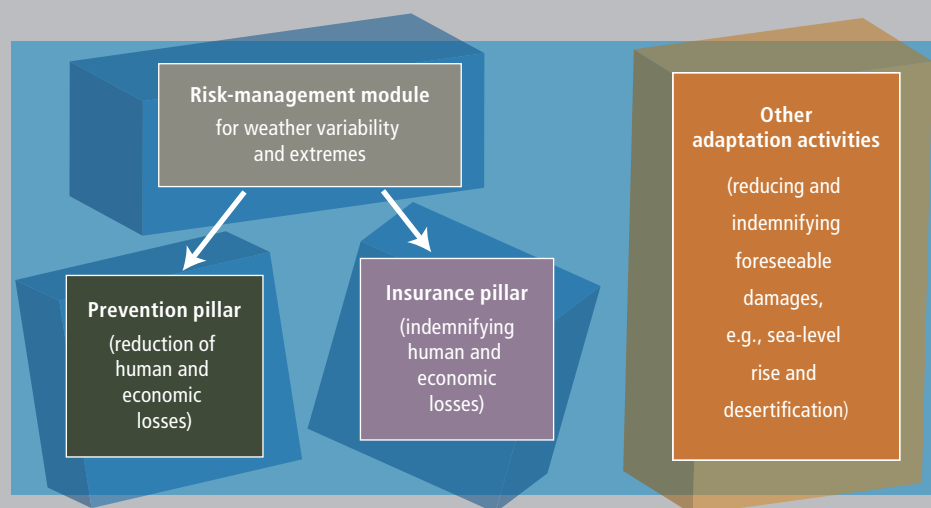 Risk-management module
for weather variability
and extremes
Prevention pillar
(reduction of
human and
economic
losses)
Insurance pillar
(indemnifying
human and
economic
losses)
Other
adaptation activities
(reducing and
indemnifying
foreseeable
damages,
e.g., sea-level
rise and
desertification)